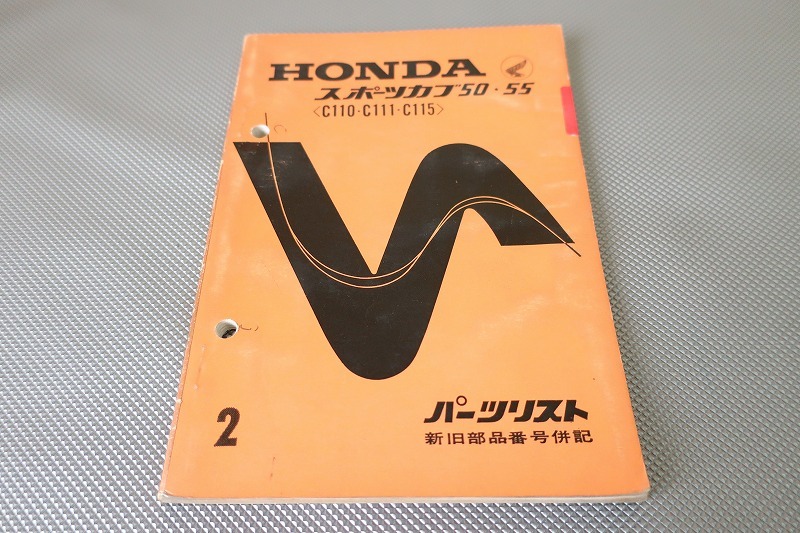 HONDA
スポーツカブ50・55
<C110・C111・C115>
パーツリスト
新旧部品番号併記
2